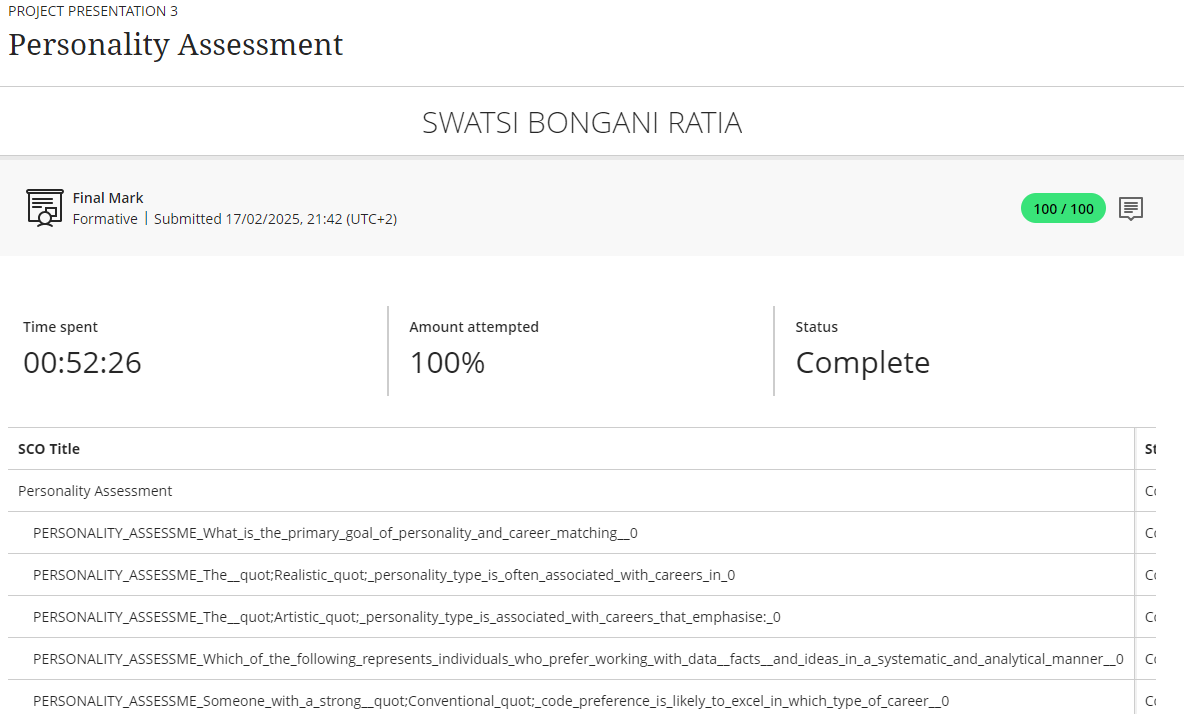 PROJECT PRESENTATION 3
Personality Assessment
SWATSI BONGANI RATIA
Final Mark
Formative | Submitted 17/02/2025, 21:42 (UTC+2)
100 / 100
Time spent
00:52:26
Amount attempted
100%
Status
Complete
SCO Title
St
Personality Assessment
Co
PERSONALITY_ASSESSME_What_is_the_primary_goal_of_personality_and_career_matching__0
Co
PERSONALITY_ASSESSME_The__quot;Realistic_quot;_personality_type_is_often_associated_with_careers_in_0
Co
PERSONALITY_ASSESSME_The__quot;Artistic_quot;_personality_type_is_associated_with_careers_that_emphasise:_0
Co
PERSONALITY_ASSESSME_Which_of_the_following_represents_individuals_who_prefer_working_with_data__facts__and_ideas_in_a_systematic_and_analytical_manner__0
Co
PERSONALITY_ASSESSME_Someone_with_a_strong__quot;Conventional_quot;_code_preference_is_likely_to_excel_in_which_type_of_career__0
Co